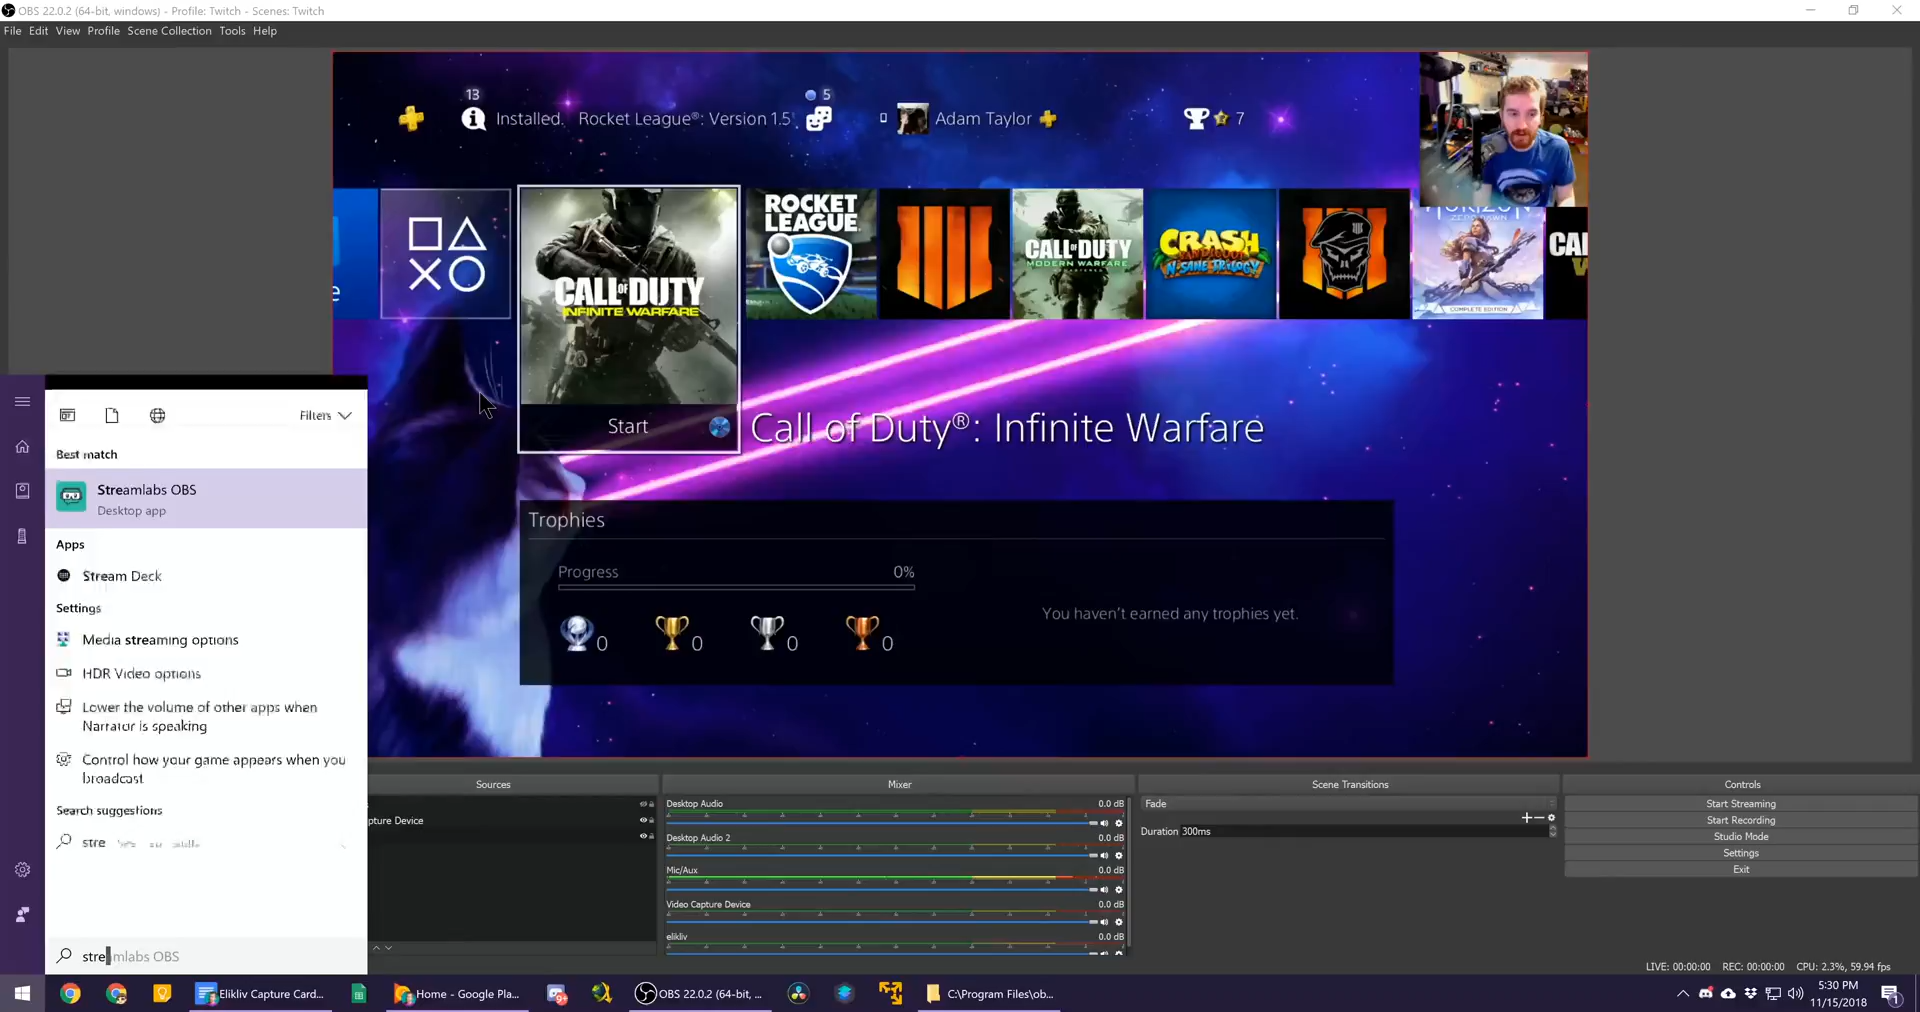 OBS 22.0.2 (64-bit, windows) - Profile: Twitch - Scenes: Twitch
File Edit View Profile Scene Collection Tools Help
13
Installed. Rocket League®: Version 1.5
5
Adam Taylor
7
ROCKET LEAGUE
CALL OF DUTY
INFINITE WARFARE
CALL OF DUTY
MODERN WARFARE
CRASH
BANDICOOT
N. SANE TRILOGY
HORIZON
ZERO DAWN
COMPLETE EDITION
e
Start
Call of Duty®: Infinite Warfare
Trophies
Progress 0%
0 0 0 0
You haven't earned any trophies yet.
Filters
Best match
Streamlabs OBS
Desktop app
Apps
Stream Deck
Settings
Media streaming options
HDR Video options
Lower the volume of other apps when
Narrator is speaking
Control how your game appears when you
broadcast
Search suggestions
stre
streamlabs OBS
Sources
pture Device
Mixer
Desktop Audio 0.0 dB
Desktop Audio 2 0.0 dB
Mic/Aux 0.0 dB
Video Capture Device 0.0 dB
elikliv 0.0 dB
Scene Transitions
Fade
Duration 300ms
Controls
Start Streaming
Start Recording
Studio Mode
Settings
Exit
LIVE: 00:00:00 REC: 00:00:00 CPU: 2.3%, 59.94 fps
Elikliv Capture Card...
Home - Google Pla...
OBS 22.0.2 (64-bit, ...
C:\Program Files\ob...
5:30 PM
11/15/2018
1